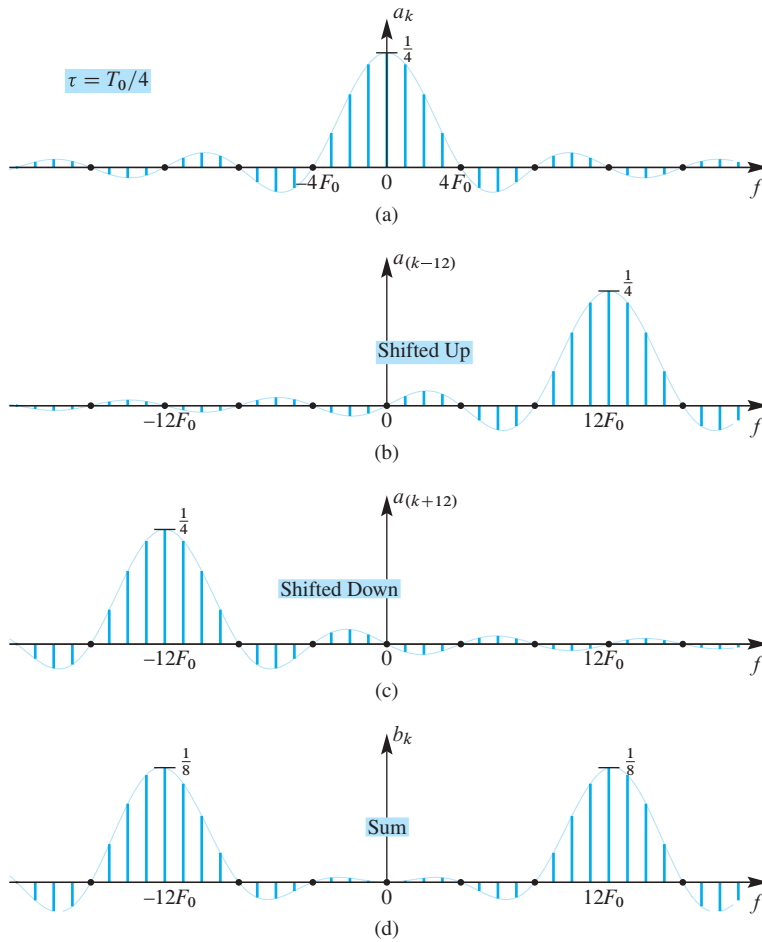 a_k
1/4
τ = T_0/4
−4F_0 0 4F_0 f
(a)
a_(k−12)
1/4
Shifted Up
−12F_0 0 12F_0 f
(b)
a_(k+12)
1/4
Shifted Down
−12F_0 0 12F_0 f
(c)
b_k
1/8 1/8
Sum
−12F_0 0 12F_0 f
(d)